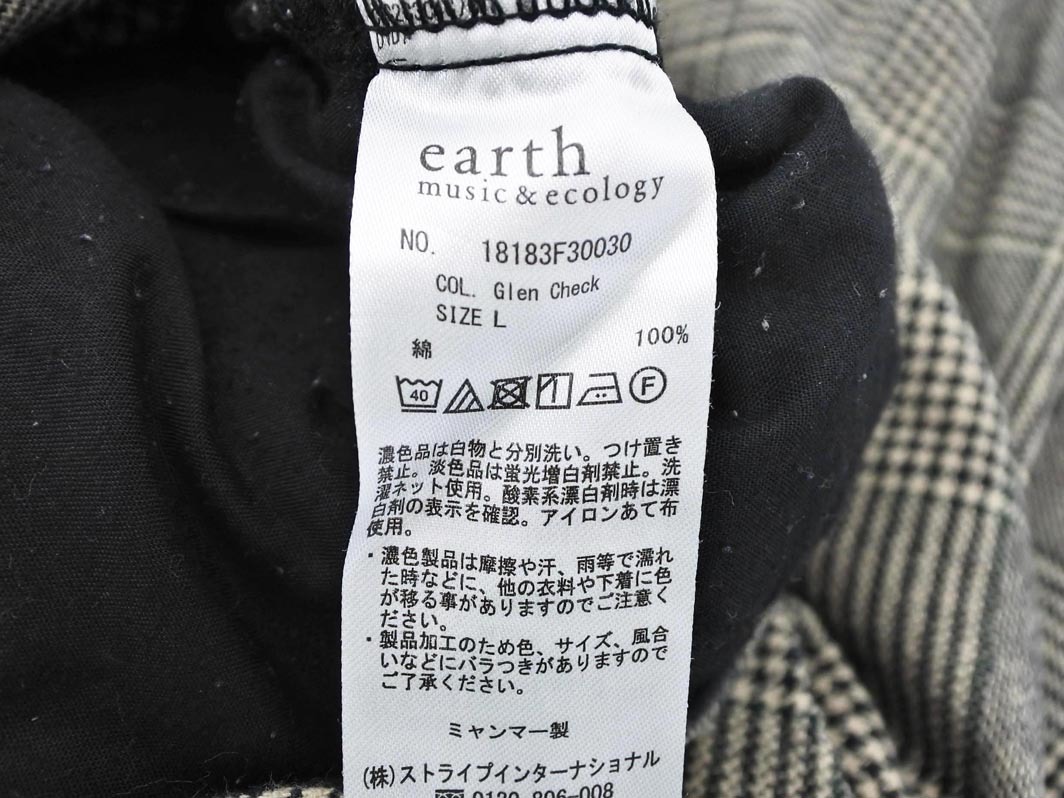 earth
music & ecology
NO. 18183F30030
COL. Glen Check
SIZE L
綿 100%
40 F
濃色品は白物と分別洗い。つけ置き
禁止。淡色品は蛍光増白剤禁止。洗
濯ネット使用。酸素系漂白剤時は漂
白剤の表示を確認。アイロンあて布
使用。
・濃色製品は摩擦や汗、雨等で濡れ
た時などに、他の衣料や下着に色
が移る事がありますのでご注意く
ださい。
・製品加工のため色、サイズ、風合
いなどにバラつきがありますので
ご了承ください。
ミャンマー製
(株)ストライプインターナショナル
0120-806-008